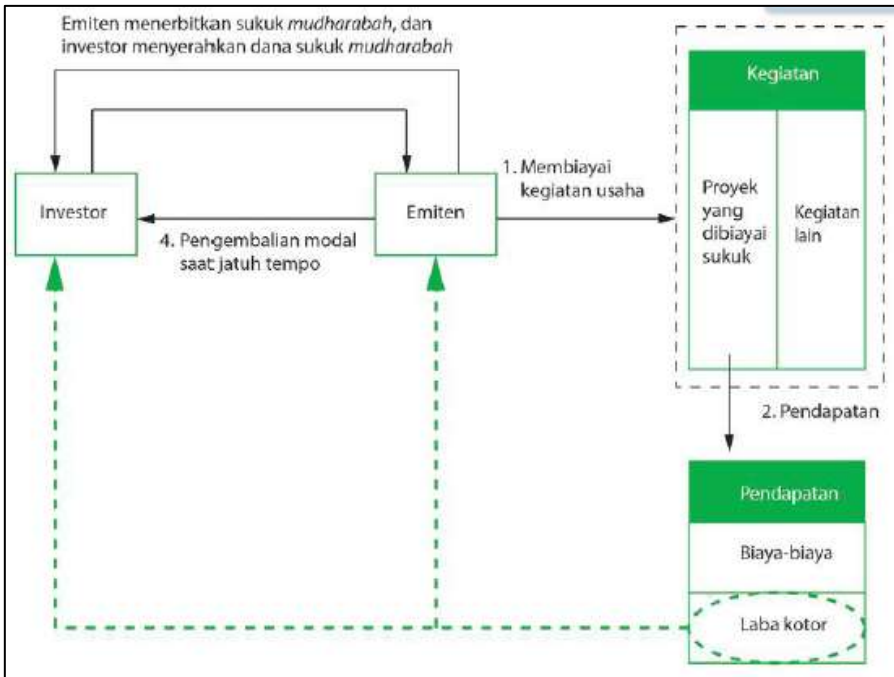 Emiten menerbitkan sukuk mudharabah, dan
investor menyerahkan dana sukuk mudharabah
Kegiatan
Investor
Emiten
1. Membiayai
kegiatan usaha
Proyek
yang
dibiayai
sukuk
Kegiatan
lain
4. Pengembalian modal
saat jatuh tempo
2. Pendapatan
Pendapatan
Biaya-biaya
Laba kotor